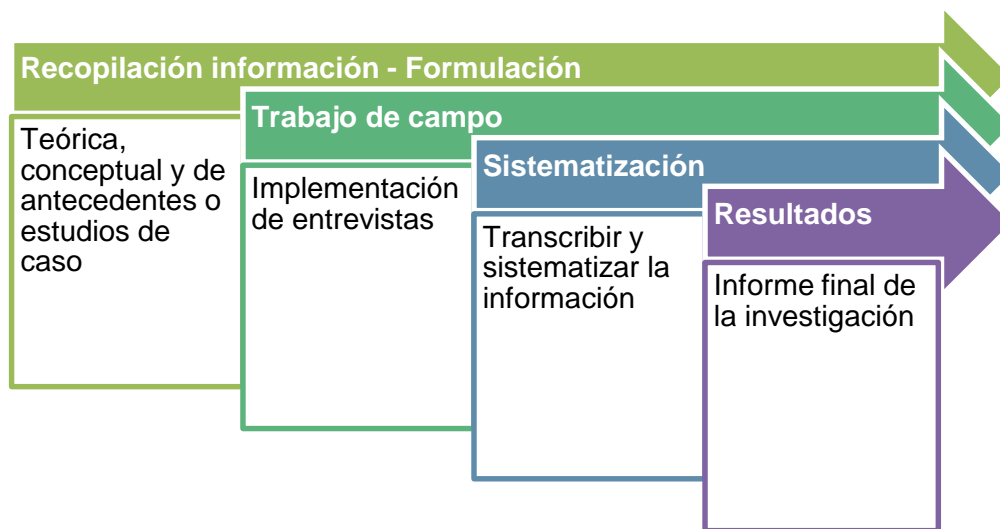 Recopilación información - Formulación
Teórica,
conceptual y de
antecedentes o
estudios de
caso
Trabajo de campo
Implementación
de entrevistas
Sistematización
Transcribir y
sistematizar la
información
Resultados
Informe final de
la investigación